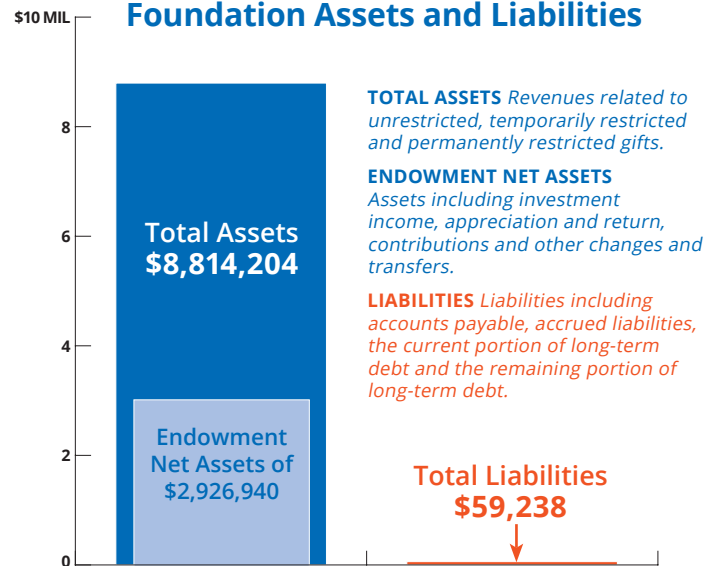 Foundation Assets and Liabilities
$10 MIL
8
6
4
2
0
Total Assets
$8,814,204
Endowment
Net Assets of
$2,926,940
TOTAL ASSETS Revenues related to
unrestricted, temporarily restricted
and permanently restricted gifts.
ENDOWMENT NET ASSETS
Assets including investment
income, appreciation and return,
contributions and other changes and
transfers.
LIABILITIES Liabilities including
accounts payable, accrued liabilities,
the current portion of long-term
debt and the remaining portion of
long-term debt.
Total Liabilities
$59,238